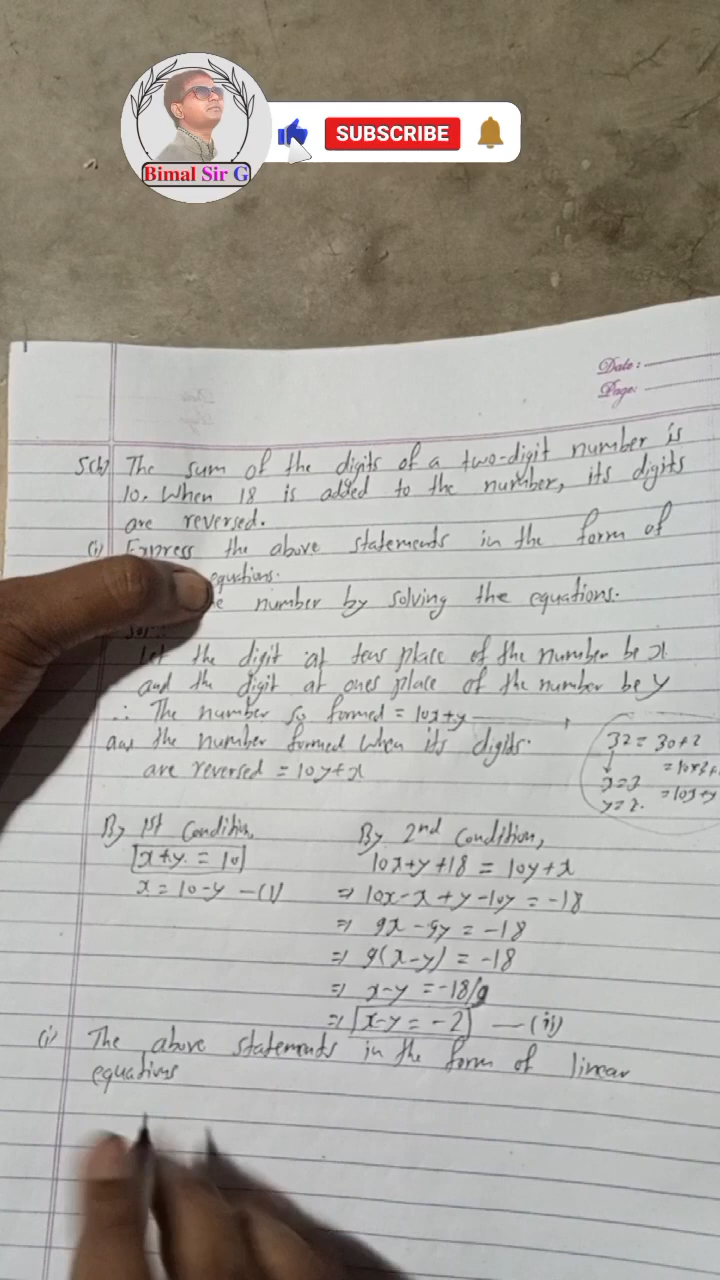 SUBSCRIBE
Bimal Sir G
Date:
Page:
5(b) The sum of the digits of a two-digit number is
10. When 18 is added to the number, its digits
are reversed.
(i) Express the above statements in the form of
equations.
number by solving the equations.
Let the digit at tens place of the number be x
and the digit at ones place of the number be y
∴ The number so formed = 10x+y
and the number formed when its digits.
are reversed = 10y+x
32 = 30+2
x=3
y=2.
=10x+y
By 1st Condition,
x+y = 10
x = 10-y -(i)
By 2nd Condition,
10x+y+18 = 10y+x
⇒ 10x-x+y-10y = -18
⇒ 9x-9y = -18
⇒ 9(x-y) = -18
⇒ x-y = -18/9
⇒ x-y = -2 -(ii)
(i) The above statements in the form of linear
equations